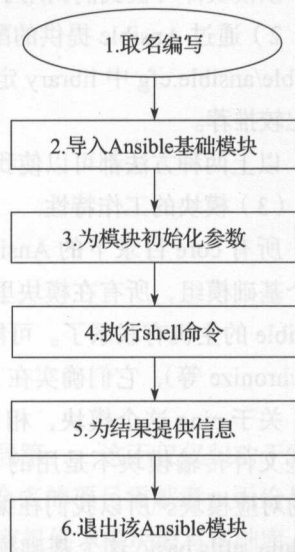 1.取名编写
2.导入Ansible基础模块
3.为模块初始化参数
4.执行shell命令
5.为结果提供信息
6.退出该Ansible模块